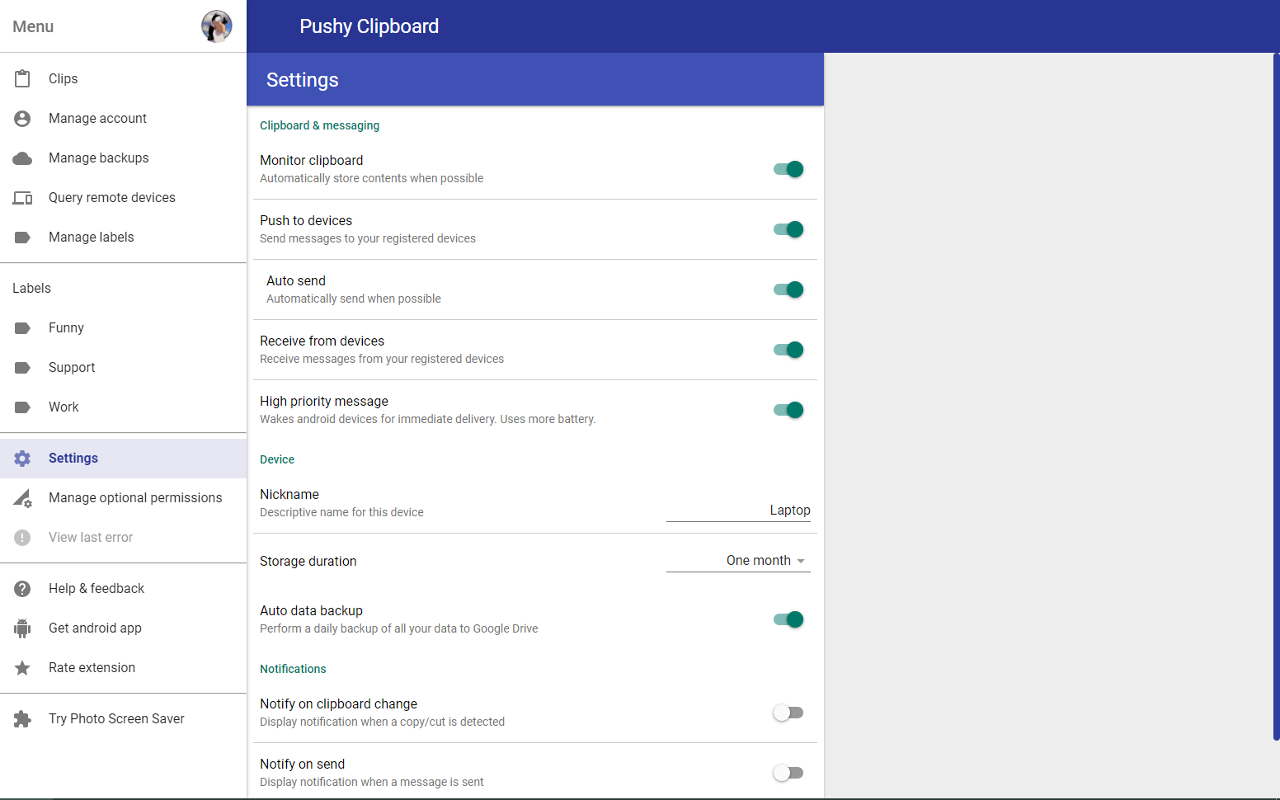 Menu
Pushy Clipboard
Clips
Manage account
Manage backups
Query remote devices
Manage labels
Labels
Funny
Support
Work
Settings
Manage optional permissions
View last error
Help & feedback
Get android app
Rate extension
Try Photo Screen Saver
Settings
Clipboard & messaging
Monitor clipboard
Automatically store contents when possible
Push to devices
Send messages to your registered devices
Auto send
Automatically send when possible
Receive from devices
Receive messages from your registered devices
High priority message
Wakes android devices for immediate delivery. Uses more battery.
Device
Nickname
Descriptive name for this device
Laptop
Storage duration
One month
Auto data backup
Perform a daily backup of all your data to Google Drive
Notifications
Notify on clipboard change
Display notification when a copy/cut is detected
Notify on send
Display notification when a message is sent